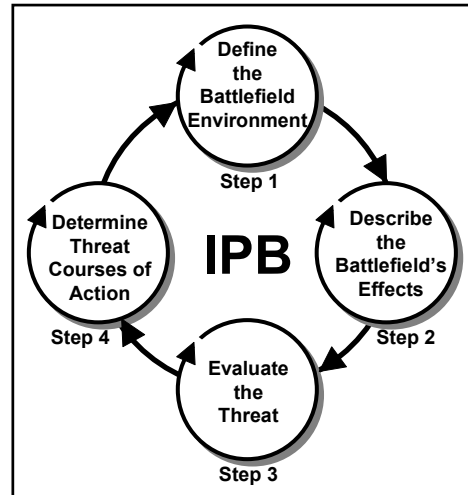 Define
the
Battlefield
Environment
Step 1
Describe
the
Battlefield's
Effects
Step 2
Evaluate
the
Threat
Step 3
Determine
Threat
Courses of
Action
Step 4
IPB